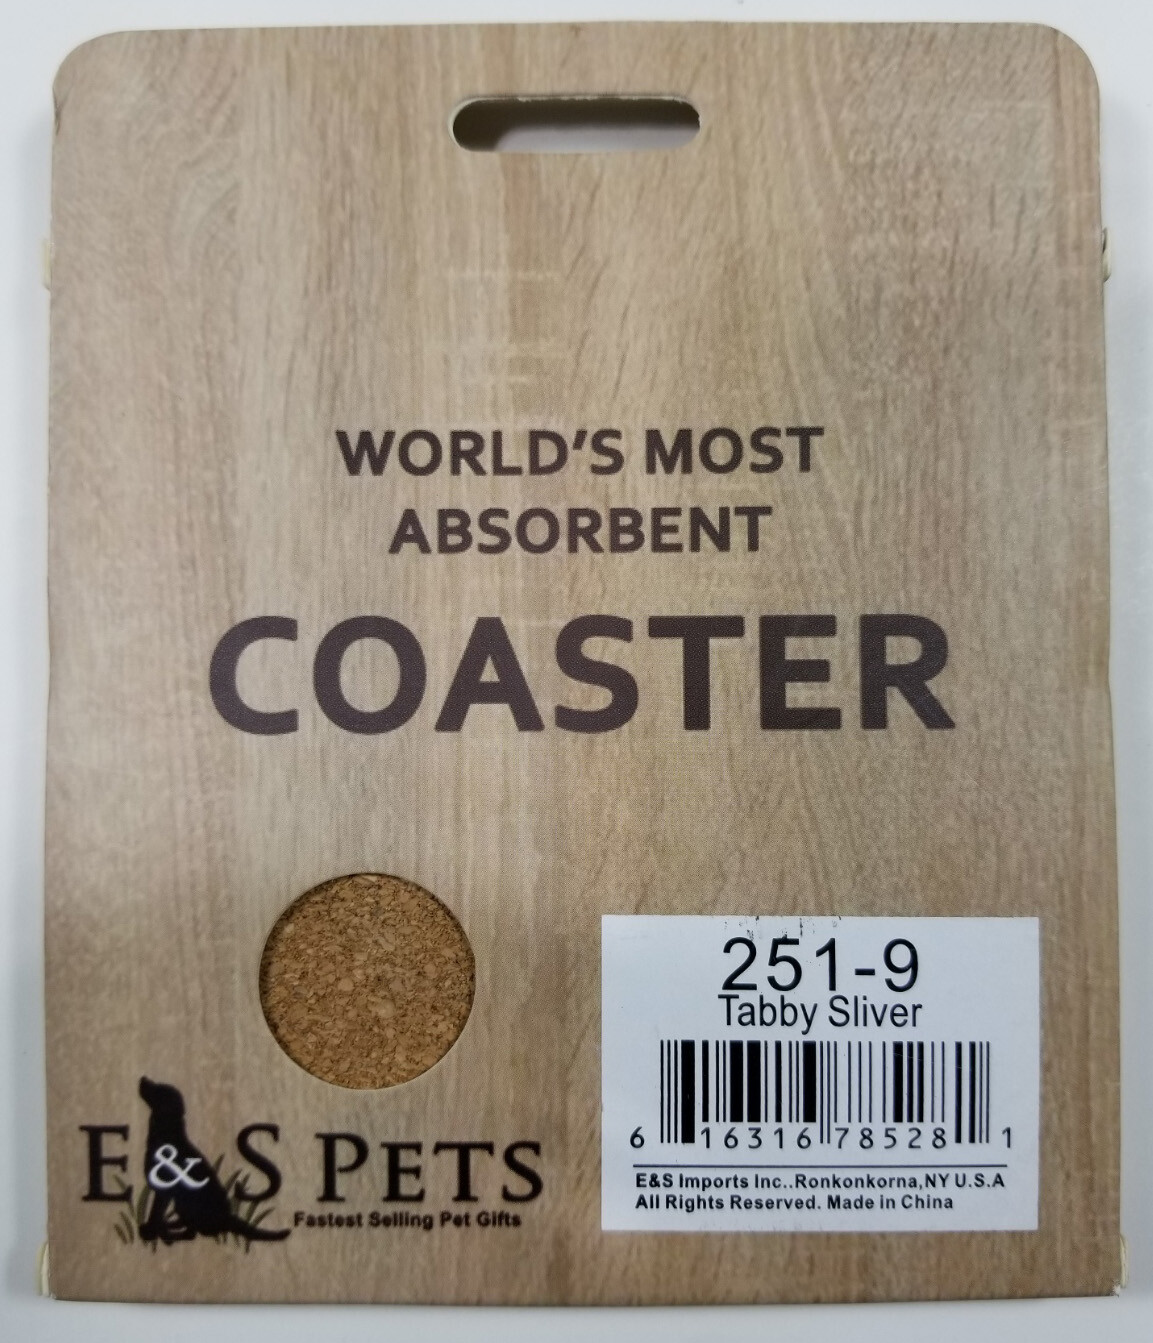 WORLD'S MOST
ABSORBENT
COASTER
251-9
Tabby Sliver
6 16316 78528 1
E&S Imports Inc..Ronkonkorna,NY U.S.A
All Rights Reserved. Made in China
E&S PETS
Fastest Selling Pet Gifts